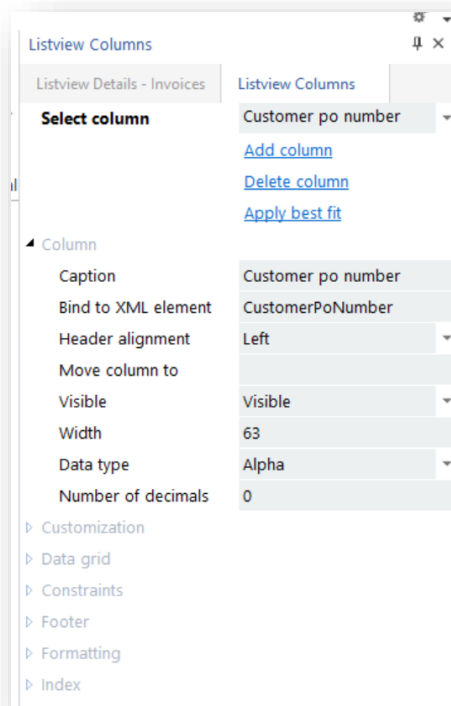 Listview Columns
Listview Details - Invoices Listview Columns
Select column Customer po number
Add column
Delete column
Apply best fit
Column
Caption Customer po number
Bind to XML element CustomerPoNumber
Header alignment Left
Move column to
Visible Visible
Width 63
Data type Alpha
Number of decimals 0
Customization
Data grid
Constraints
Footer
Formatting
Index